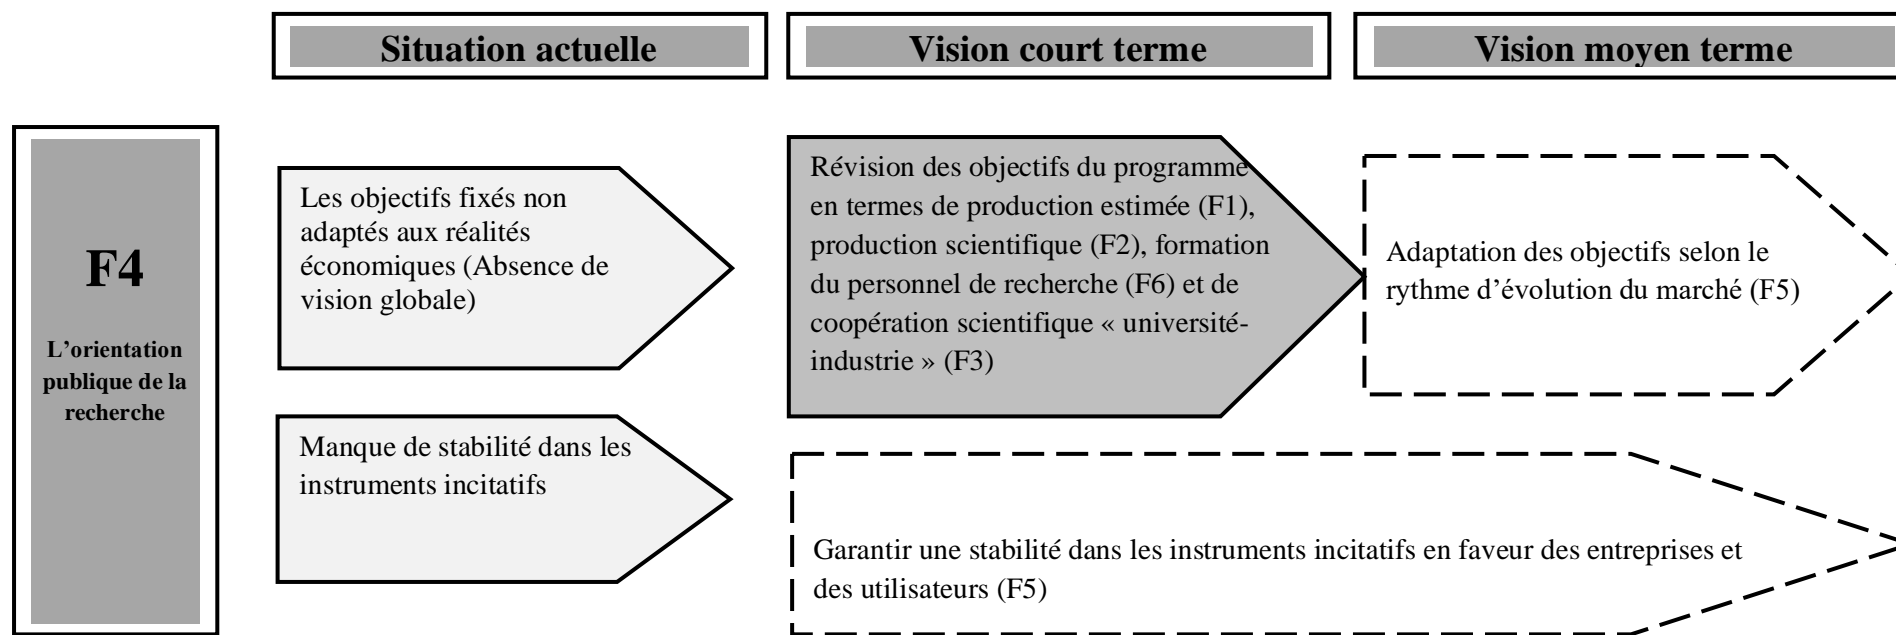 Situation actuelle
Vision court terme
Vision moyen terme
F4
L'orientation
publique de la
recherche
Les objectifs fixés non
adaptés aux réalités
économiques (Absence de
vision globale)
Révision des objectifs du programme
en termes de production estimée (F1),
production scientifique (F2), formation
du personnel de recherche (F6) et de
coopération scientifique « université-
industrie » (F3)
Adaptation des objectifs selon le
rythme d'évolution du marché (F5)
Manque de stabilité dans les
instruments incitatifs
Garantir une stabilité dans les instruments incitatifs en faveur des entreprises et
des utilisateurs (F5)